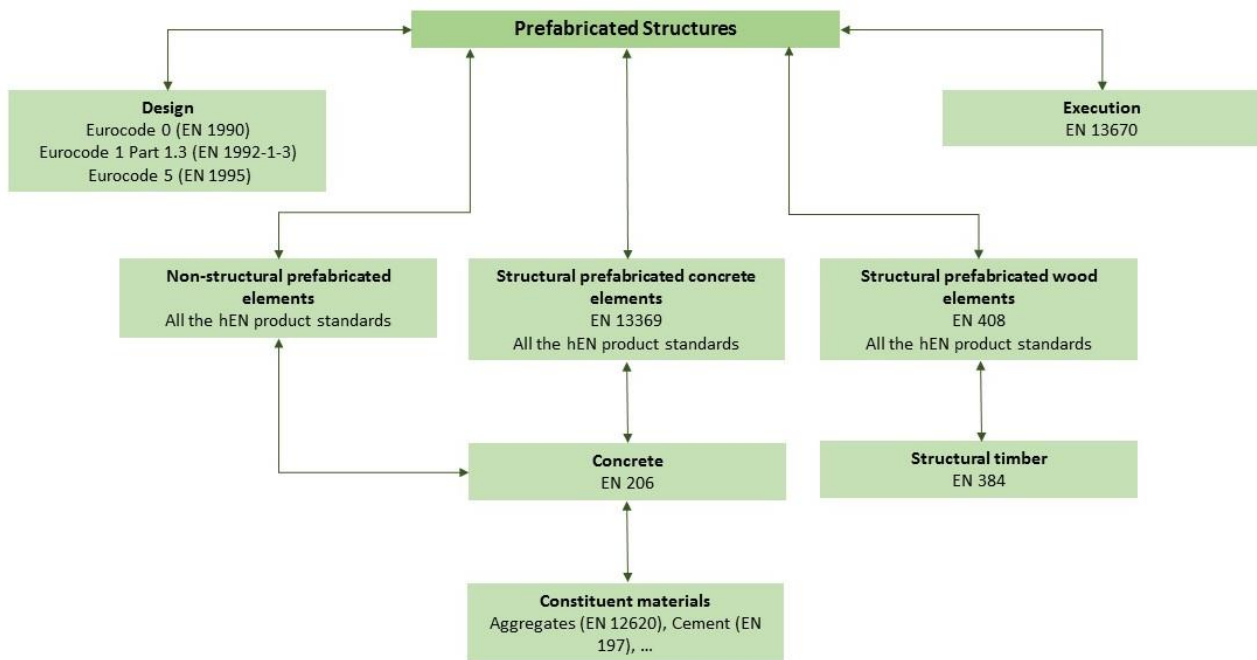 Prefabricated Structures
Design
Eurocode 0 (EN 1990)
Eurocode 1 Part 1.3 (EN 1992-1-3)
Eurocode 5 (EN 1995)
Execution
EN 13670
Non-structural prefabricated
elements
All the hEN product standards
Structural prefabricated concrete
elements
EN 13369
All the hEN product standards
Structural prefabricated wood
elements
EN 408
All the hEN product standards
Concrete
EN 206
Structural timber
EN 384
Constituent materials
Aggregates (EN 12620), Cement (EN
197), ...